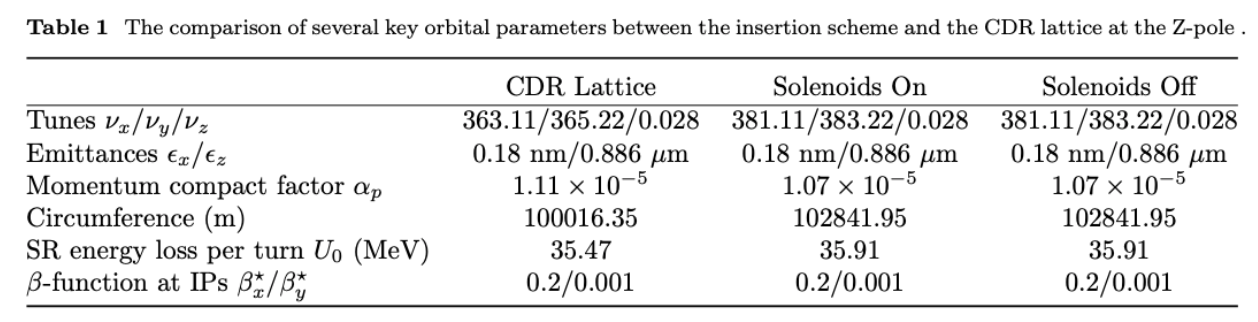 Table 1 The comparison of several key orbital parameters between the insertion scheme and the CDR lattice at the Z-pole .
CDR Lattice Solenoids On Solenoids Off
Tunes νx/νy/νz 363.11/365.22/0.028 381.11/383.22/0.028 381.11/383.22/0.028
Emittances ϵx/ϵz 0.18 nm/0.886 μm 0.18 nm/0.886 μm 0.18 nm/0.886 μm
Momentum compact factor αp 1.11 × 10⁻⁵ 1.07 × 10⁻⁵ 1.07 × 10⁻⁵
Circumference (m) 100016.35 102841.95 102841.95
SR energy loss per turn U₀ (MeV) 35.47 35.91 35.91
β-function at IPs β⋆x/β⋆y 0.2/0.001 0.2/0.001 0.2/0.001